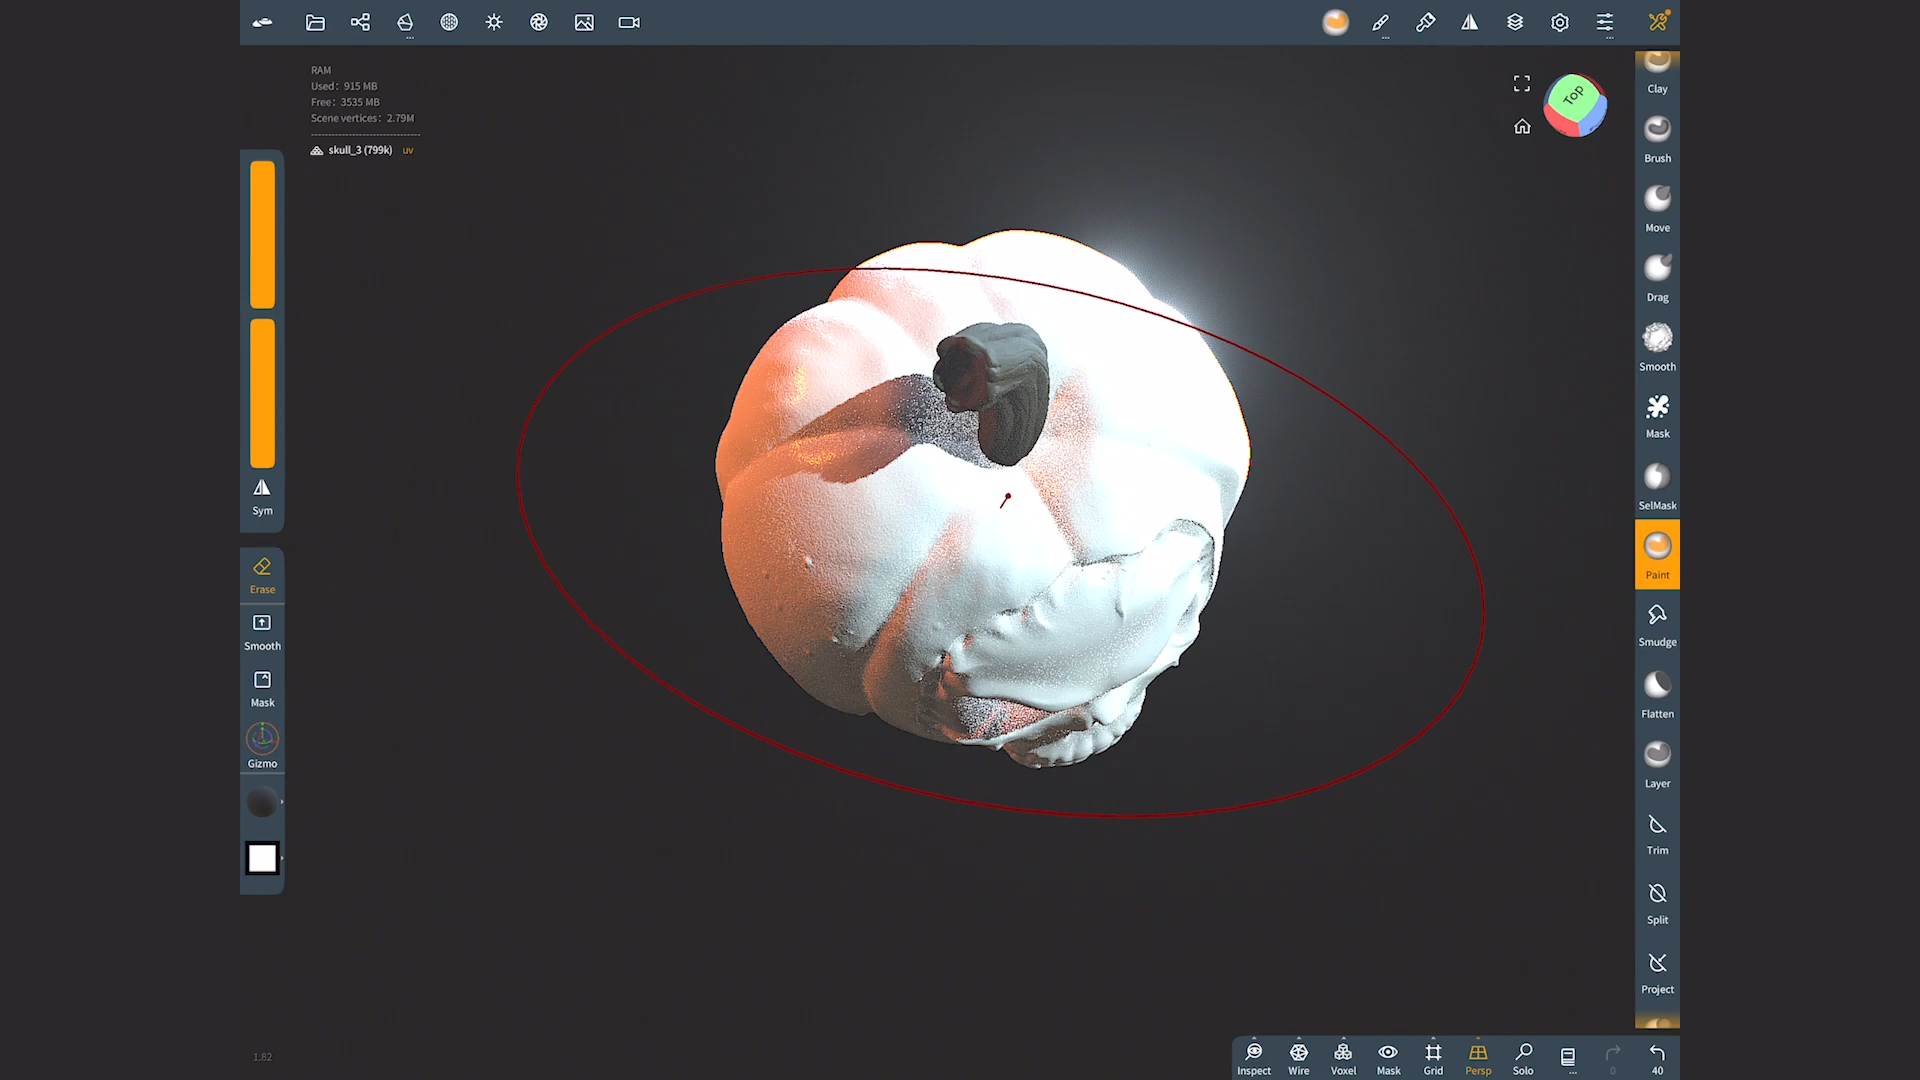 RAM
Used: 915 MB
Free: 3535 MB
Scene vertices: 2.79M
skull_3 (799k) uv
Top
Clay
Brush
Move
Drag
Smooth
Mask
SelMask
Paint
Smudge
Flatten
Layer
Trim
Split
Project
Sym
Erase
Smooth
Mask
Gizmo
1.82
Inspect
Wire
Voxel
Mask
Grid
Persp
Solo
...
0
40